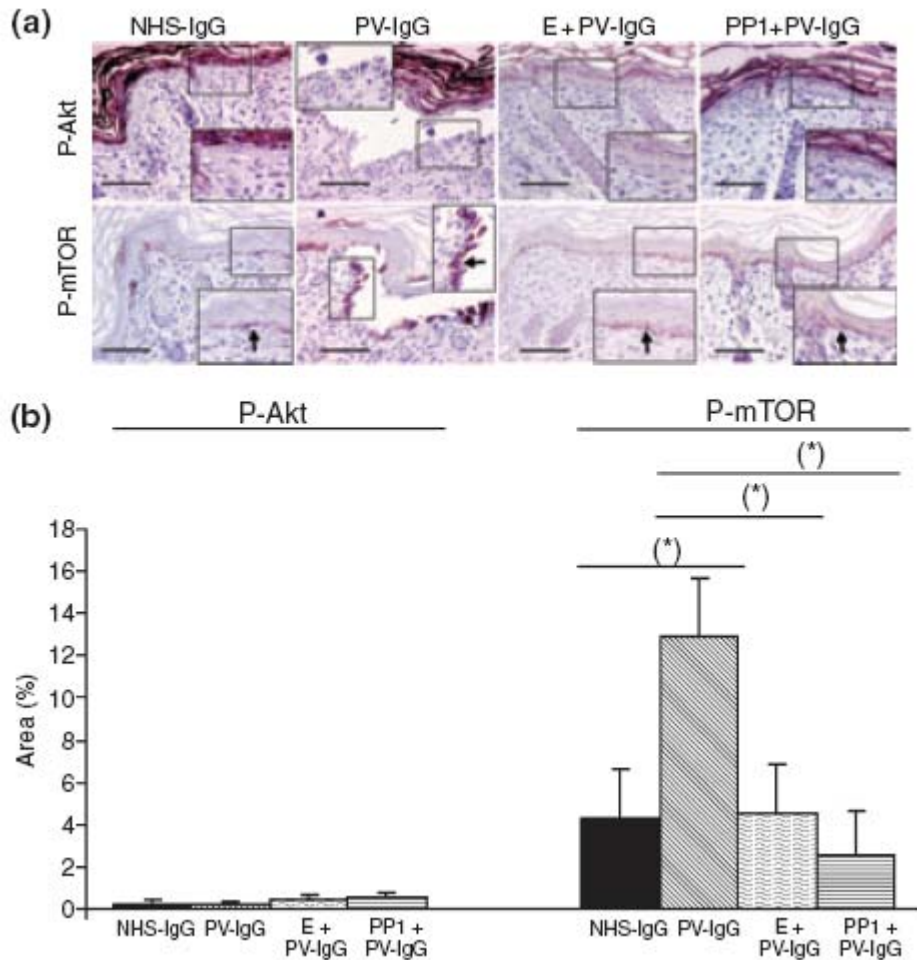 (a)
NHS-IgG PV-IgG E + PV-IgG PP1+PV-IgG
P-Akt
P-mTOR
(b)
P-Akt P-mTOR
(*)
(*)
(*)
Area (%)
18
16
14
12
10
8
6
4
2
0
NHS-IgG PV-IgG E + PV-IgG PP1 + PV-IgG NHS-IgG PV-IgG E + PV-IgG PP1 + PV-IgG